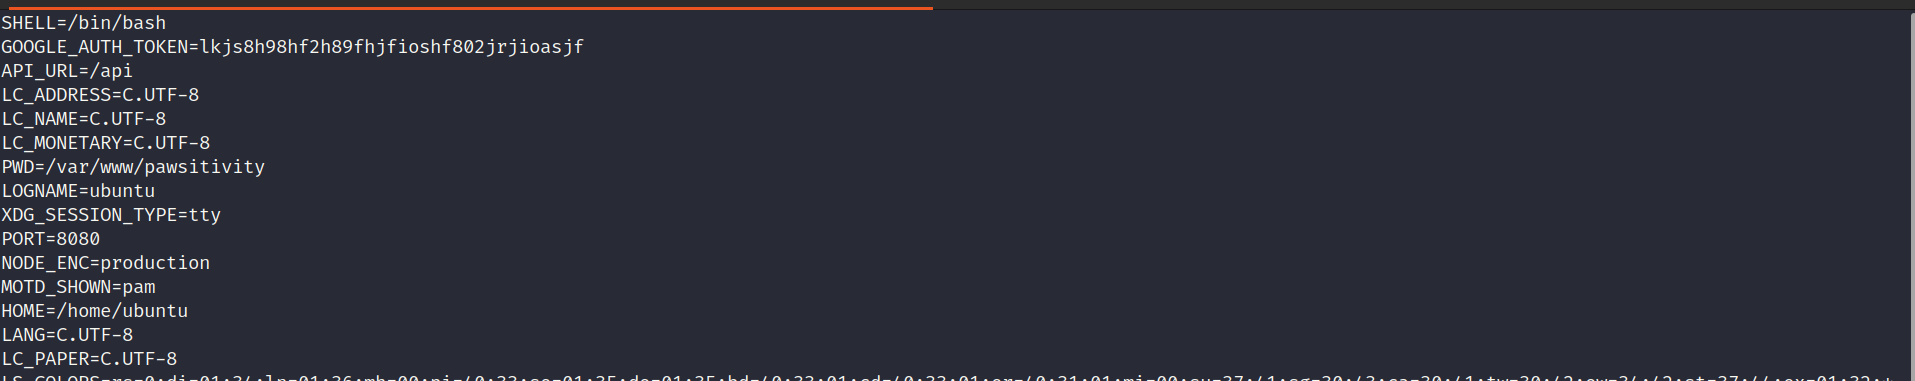 SHELL=/bin/bash
GOOGLE_AUTH_TOKEN=lkjs8h98hf2h89fhjfioshf802jrjioasjf
API_URL=/api
LC_ADDRESS=C.UTF-8
LC_NAME=C.UTF-8
LC_MONETARY=C.UTF-8
PWD=/var/www/pawsitivity
LOGNAME=ubuntu
XDG_SESSION_TYPE=tty
PORT=8080
NODE_ENC=production
MOTD_SHOWN=pam
HOME=/home/ubuntu
LANG=C.UTF-8
LC_PAPER=C.UTF-8